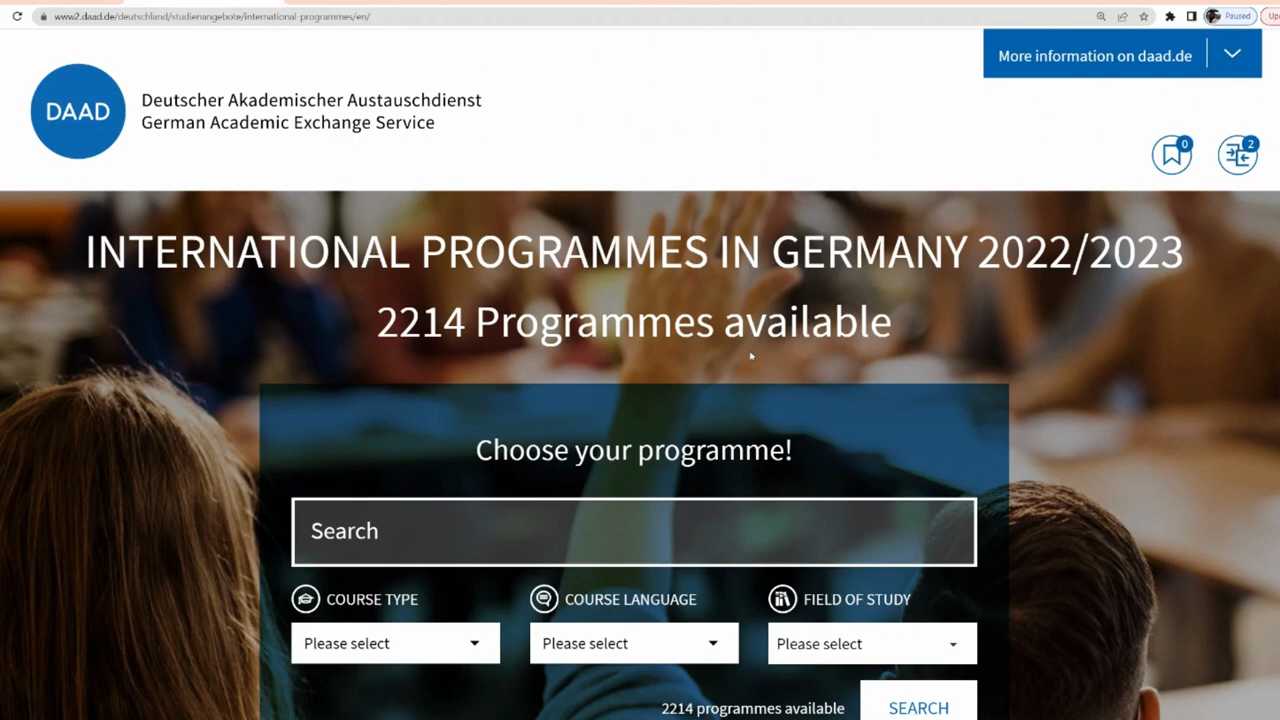 www2.daad.de/deutschland/studienangebote/international-programmes/en/
Paused
More information on daad.de
DAAD
Deutscher Akademischer Austauschdienst
German Academic Exchange Service
0
2
INTERNATIONAL PROGRAMMES IN GERMANY 2022/2023
2214 Programmes available
Choose your programme!
Search
COURSE TYPE
COURSE LANGUAGE
FIELD OF STUDY
Please select
Please select
Please select
2214 programmes available
SEARCH